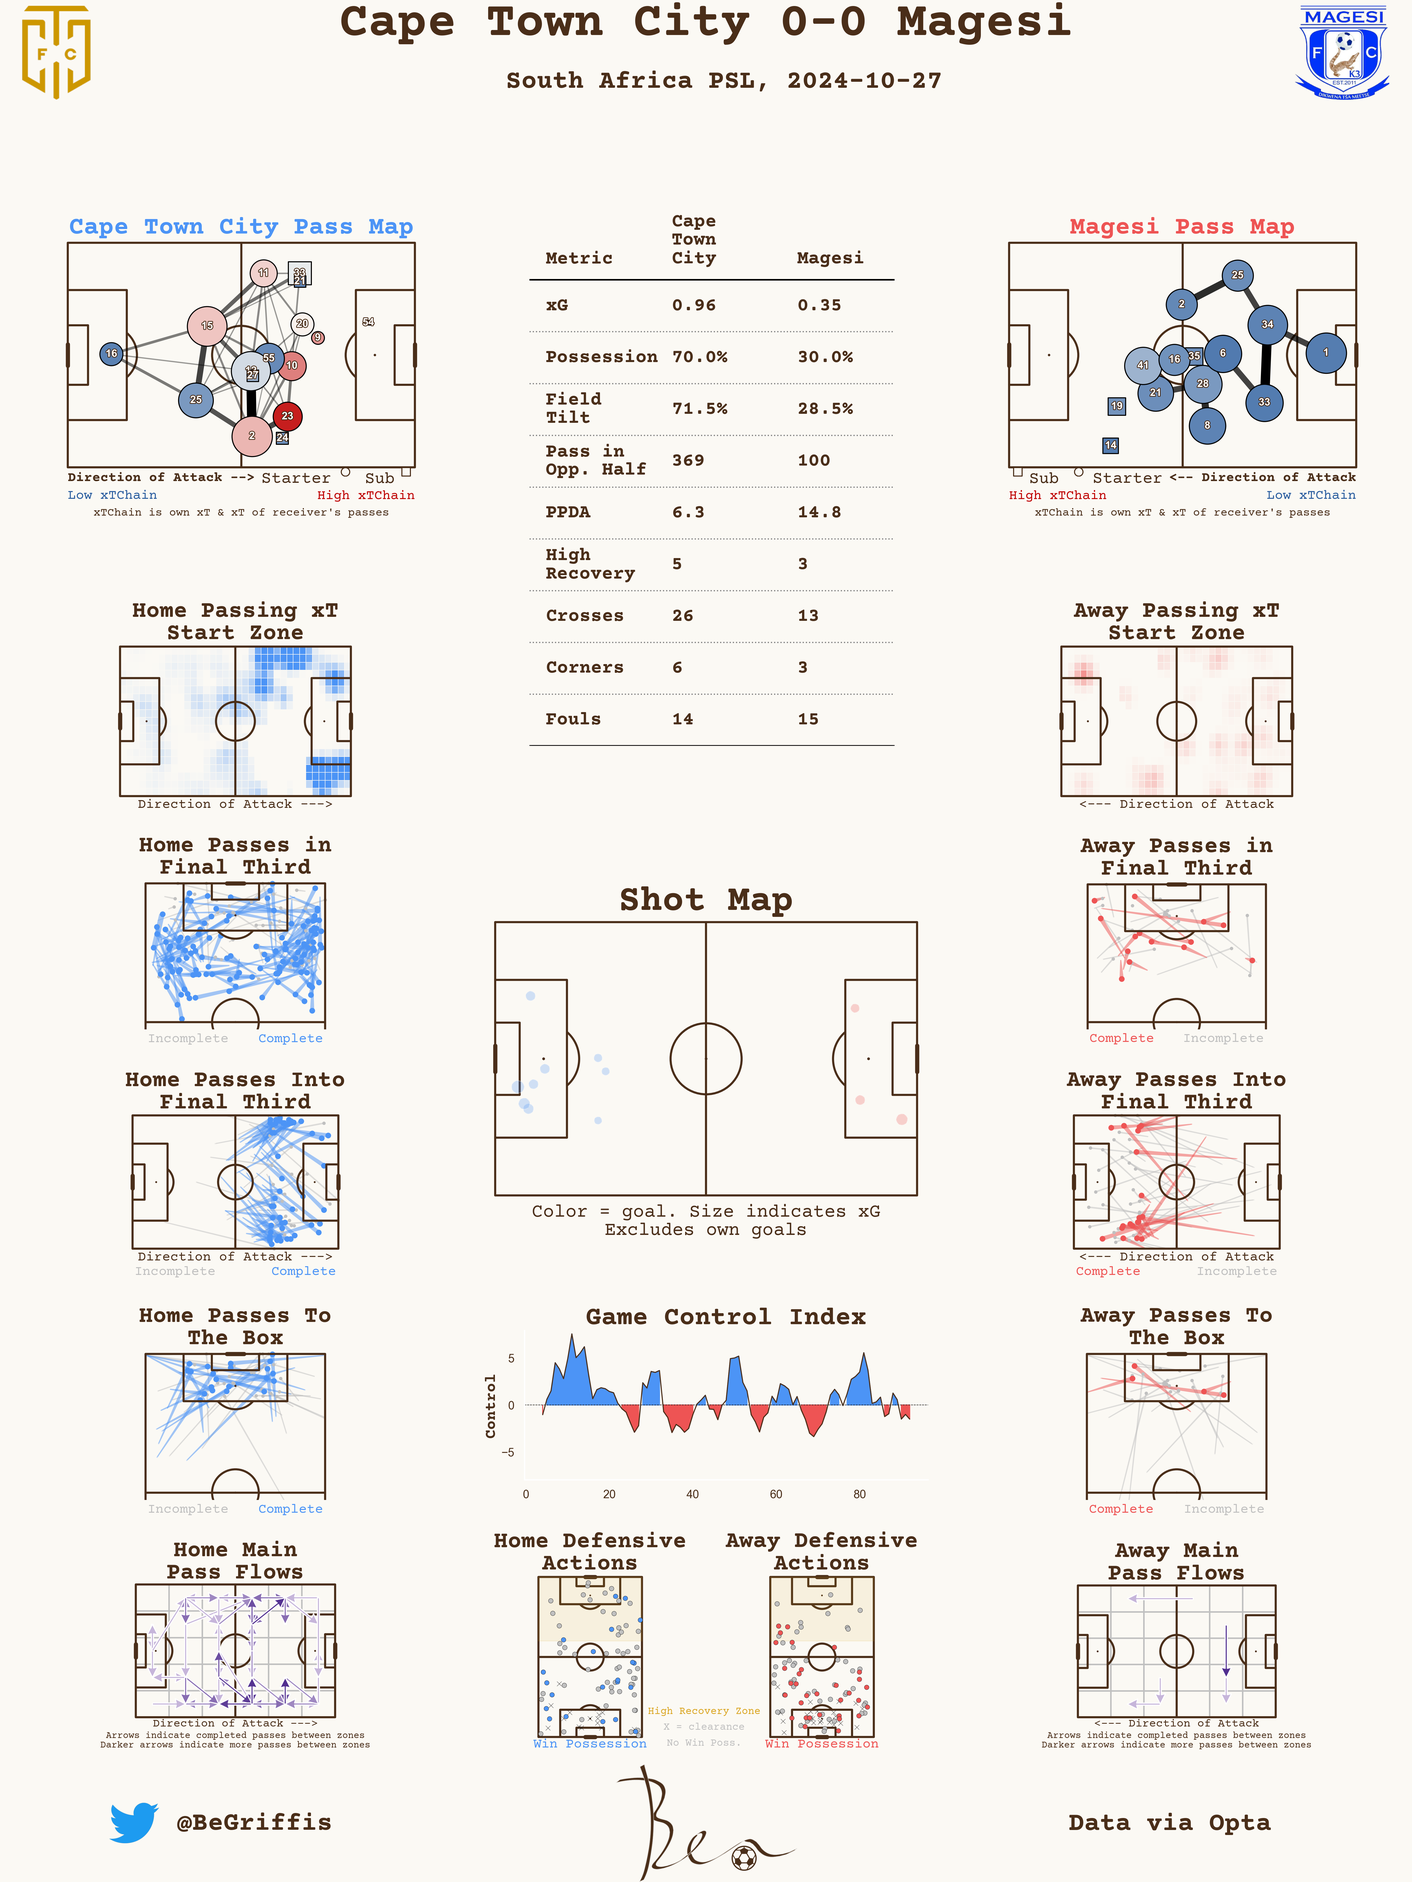 Cape Town City 0-0 Magesi
South Africa PSL, 2024-10-27
F C
MAGESI
F C
K3
EST.2011
Cape Town City Pass Map
11
33
21
15
20
54
9
16
55
10
13
27
25
23
2
24
Direction of Attack --> Starter Sub
Low xTChain High xTChain
xTChain is own xT & xT of receiver's passes
Cape
Town
Metric City Magesi
xG 0.96 0.35
Possession 70.0% 30.0%
Field
Tilt 71.5% 28.5%
Pass in
Opp. Half 369 100
PPDA 6.3 14.8
High
Recovery 5 3
Crosses 26 13
Corners 6 3
Fouls 14 15
Magesi Pass Map
25
2
34
41
16
35
6
1
21
28
33
19
8
14
Sub Starter <-- Direction of Attack
High xTChain Low xTChain
xTChain is own xT & xT of receiver's passes
Home Passing xT
Start Zone
Direction of Attack --->
Away Passing xT
Start Zone
<--- Direction of Attack
Home Passes in
Final Third
Incomplete Complete
Away Passes in
Final Third
Complete Incomplete
Shot Map
Color = goal. Size indicates xG
Excludes own goals
Home Passes Into
Final Third
Direction of Attack --->
Incomplete Complete
Away Passes Into
Final Third
<--- Direction of Attack
Complete Incomplete
Home Passes To
The Box
Incomplete Complete
Game Control Index
Control
5
0
−5
0 20 40 60 80
Away Passes To
The Box
Complete Incomplete
Home Main
Pass Flows
Direction of Attack --->
Arrows indicate completed passes between zones
Darker arrows indicate more passes between zones
Home Defensive
Actions
Win Possession
High Recovery Zone
X = clearance
No Win Poss.
Away Defensive
Actions
Win Possession
Away Main
Pass Flows
<--- Direction of Attack
Arrows indicate completed passes between zones
Darker arrows indicate more passes between zones
@BeGriffis
Ben
Data via Opta